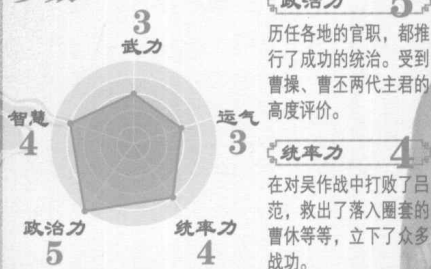 3
武力
智慧
4
运气
3
政治力
5
统率力
4
政治力 5
历任各地的官职，都推
行了成功的统治。受到
曹操、曹丕两代主君的
高度评价。
统率力 4
在对吴作战中打败了吕
范，救出了落入圈套的
曹休等等，立下了众多
战功。